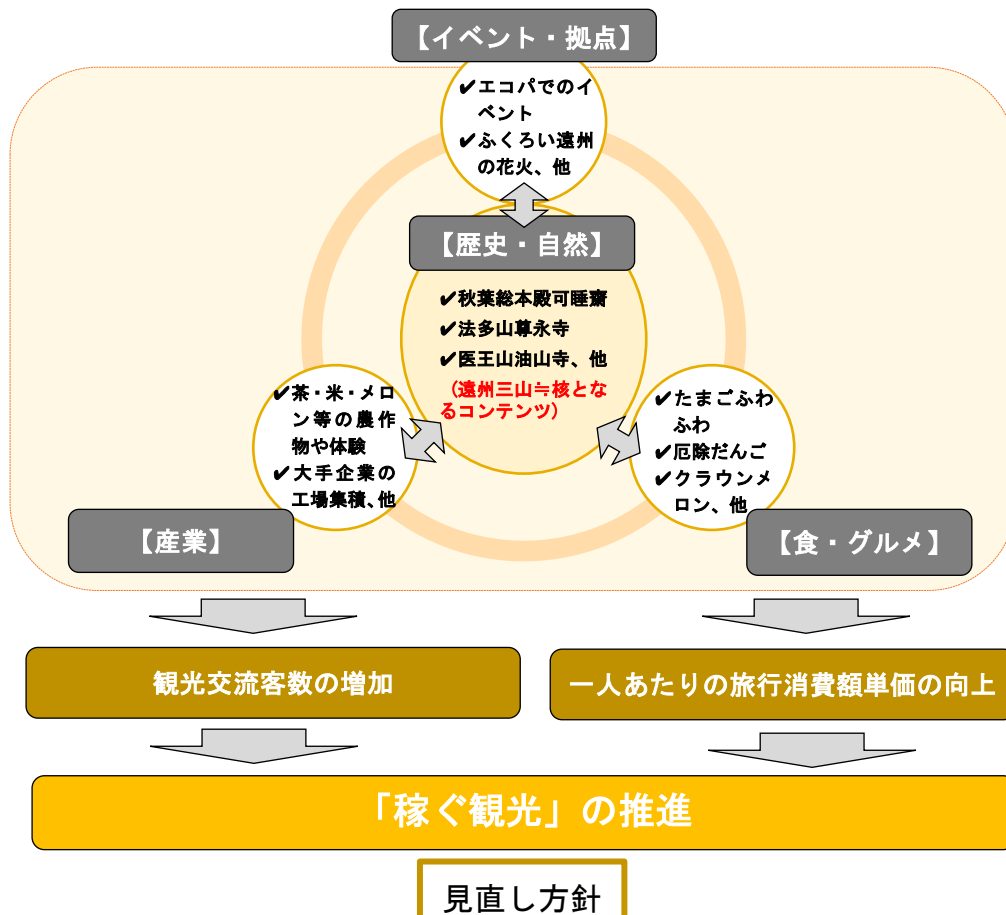 【イベント・拠点】
✔エコパでのイ
ベント
✔ふくろい遠州
の花火、他
【歴史・自然】
✔秋葉総本殿可睡齋
✔法多山尊永寺
✔医王山油山寺、他
（遠州三山≒核とな
るコンテンツ）
✔茶・米・メロ
ン等の農作
物や体験
✔大手企業の
工場集積、他
【産業】
✔たまごふわ
ふわ
✔厄除だんご
✔クラウンメ
ロン、他
【食・グルメ】
観光交流客数の増加
一人あたりの旅行消費額単価の向上
「稼ぐ観光」の推進
見直し方針